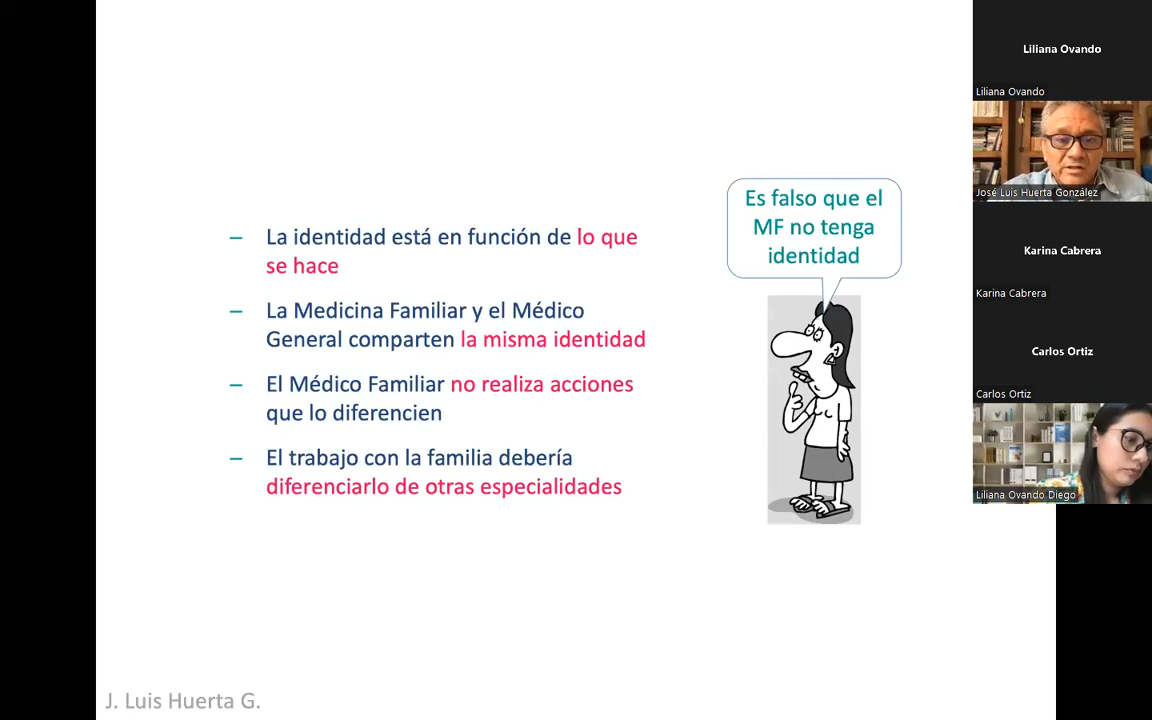 – La identidad está en función de lo que
se hace
– La Medicina Familiar y el Médico
General comparten la misma identidad
– El Médico Familiar no realiza acciones
que lo diferencien
– El trabajo con la familia debería
diferenciarlo de otras especialidades
Es falso que el
MF no tenga
identidad
J. Luis Huerta G.
Liliana Ovando
Liliana Ovando
José Luis Huerta González
Karina Cabrera
Karina Cabrera
Carlos Ortiz
Carlos Ortiz
Liliana Ovando Diego